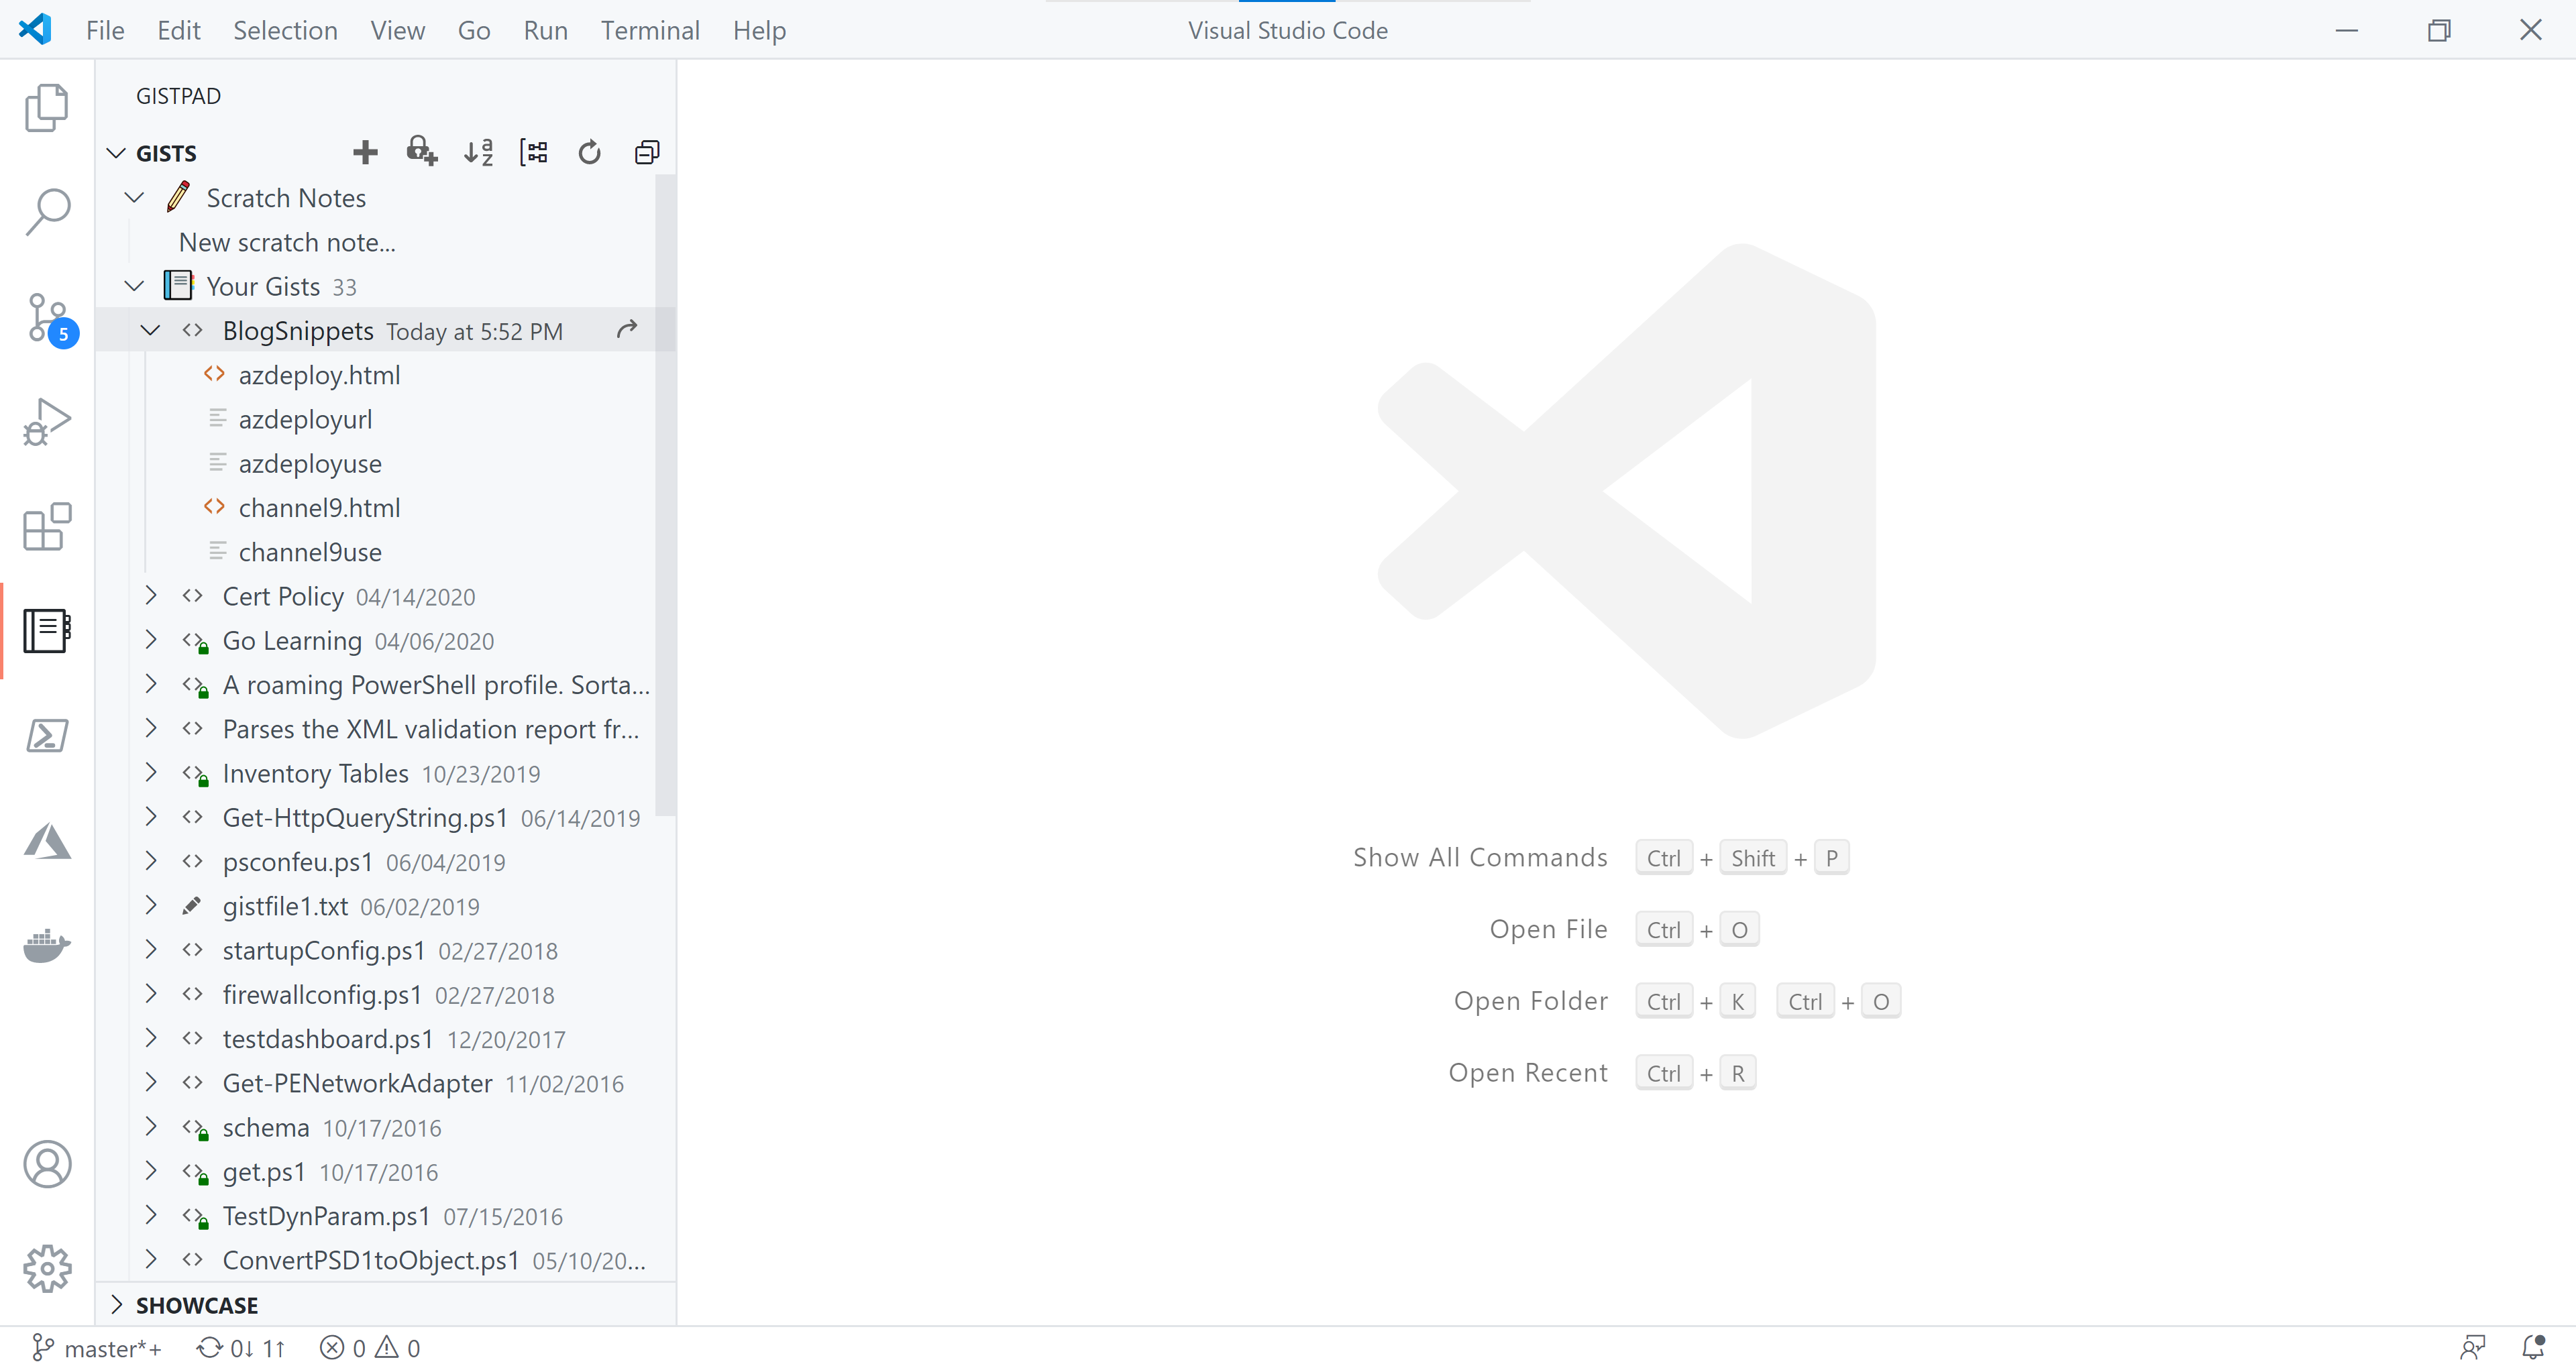 File Edit Selection View Go Run Terminal Help Visual Studio Code
GISTPAD
GISTS
Scratch Notes
New scratch note...
Your Gists 33
BlogSnippets Today at 5:52 PM
azdeploy.html
azdeployurl
azdeployuse
channel9.html
channel9use
Cert Policy 04/14/2020
Go Learning 04/06/2020
A roaming PowerShell profile. Sorta...
Parses the XML validation report fr...
Inventory Tables 10/23/2019
Get-HttpQueryString.ps1 06/14/2019
psconfeu.ps1 06/04/2019
gistfile1.txt 06/02/2019
startupConfig.ps1 02/27/2018
firewallconfig.ps1 02/27/2018
testdashboard.ps1 12/20/2017
Get-PENetworkAdapter 11/02/2016
schema 10/17/2016
get.ps1 10/17/2016
TestDynParam.ps1 07/15/2016
ConvertPSD1toObject.ps1 05/10/20...
SHOWCASE
5
Show All Commands Ctrl + Shift + P
Open File Ctrl + O
Open Folder Ctrl + K Ctrl + O
Open Recent Ctrl + R
master*+ 0↓ 1↑ 0 0